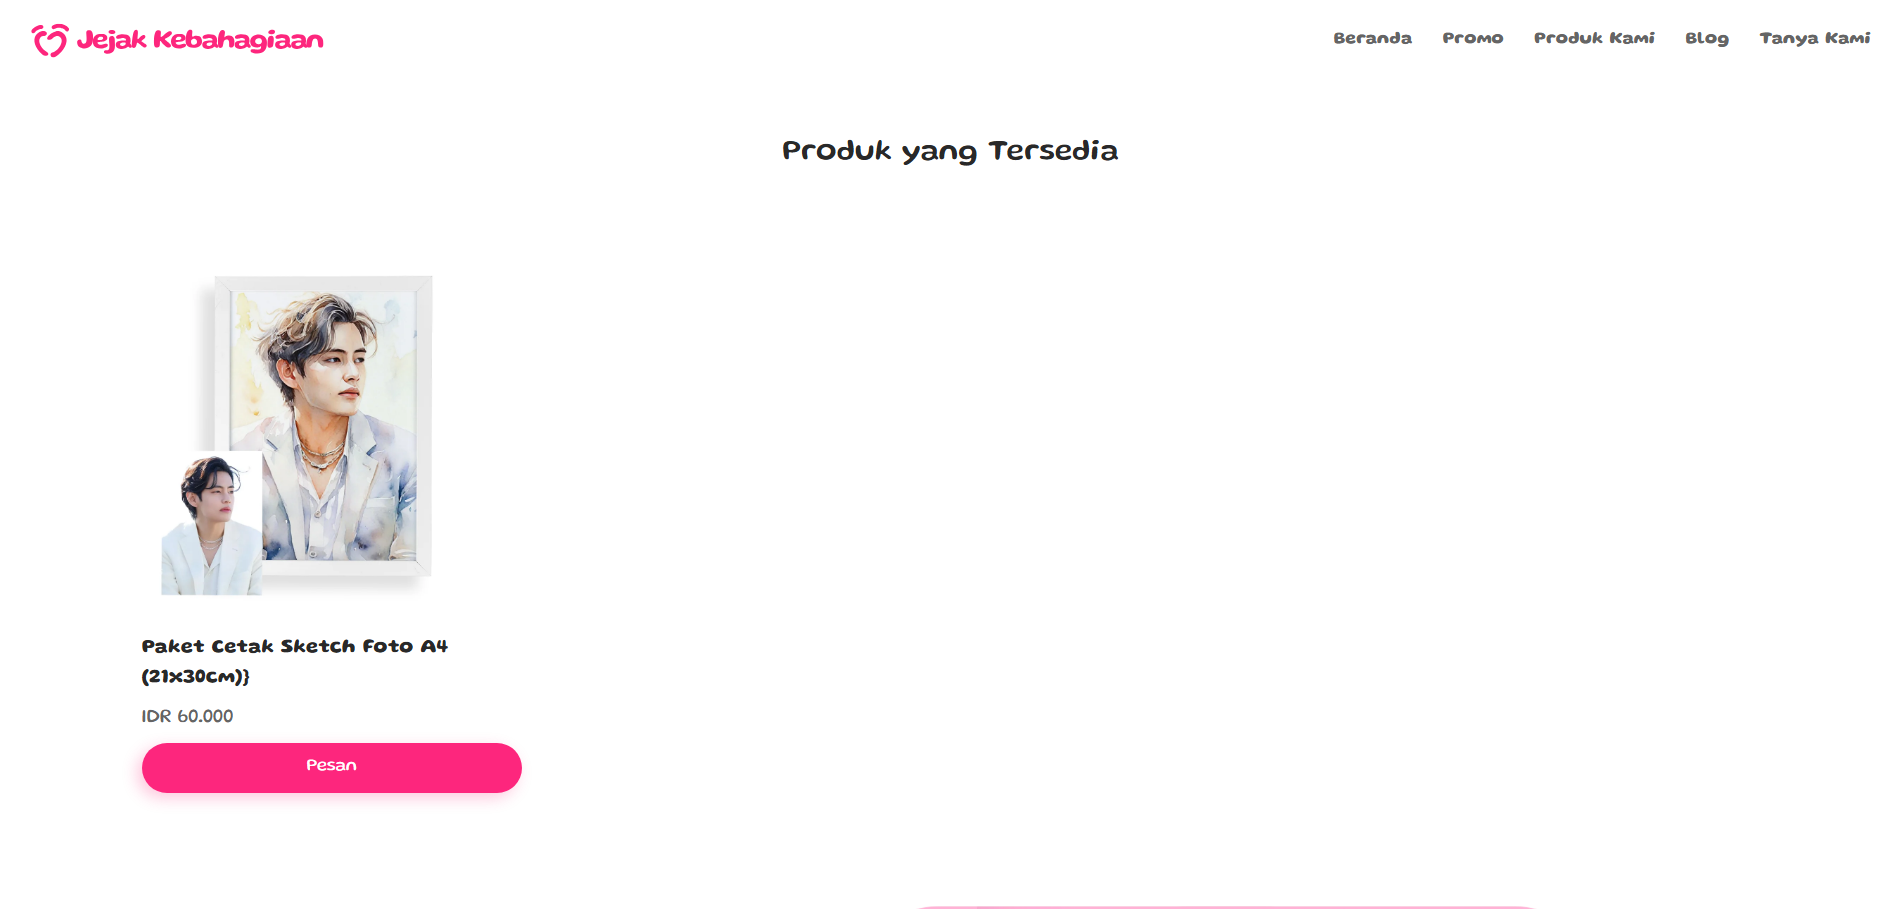 Jejak Kebahagiaan
Beranda Promo Produk Kami Blog Tanya Kami
Produk yang Tersedia
Paket Cetak Sketch Foto A4
(21x30cm)}
IDR 60.000
Pesan